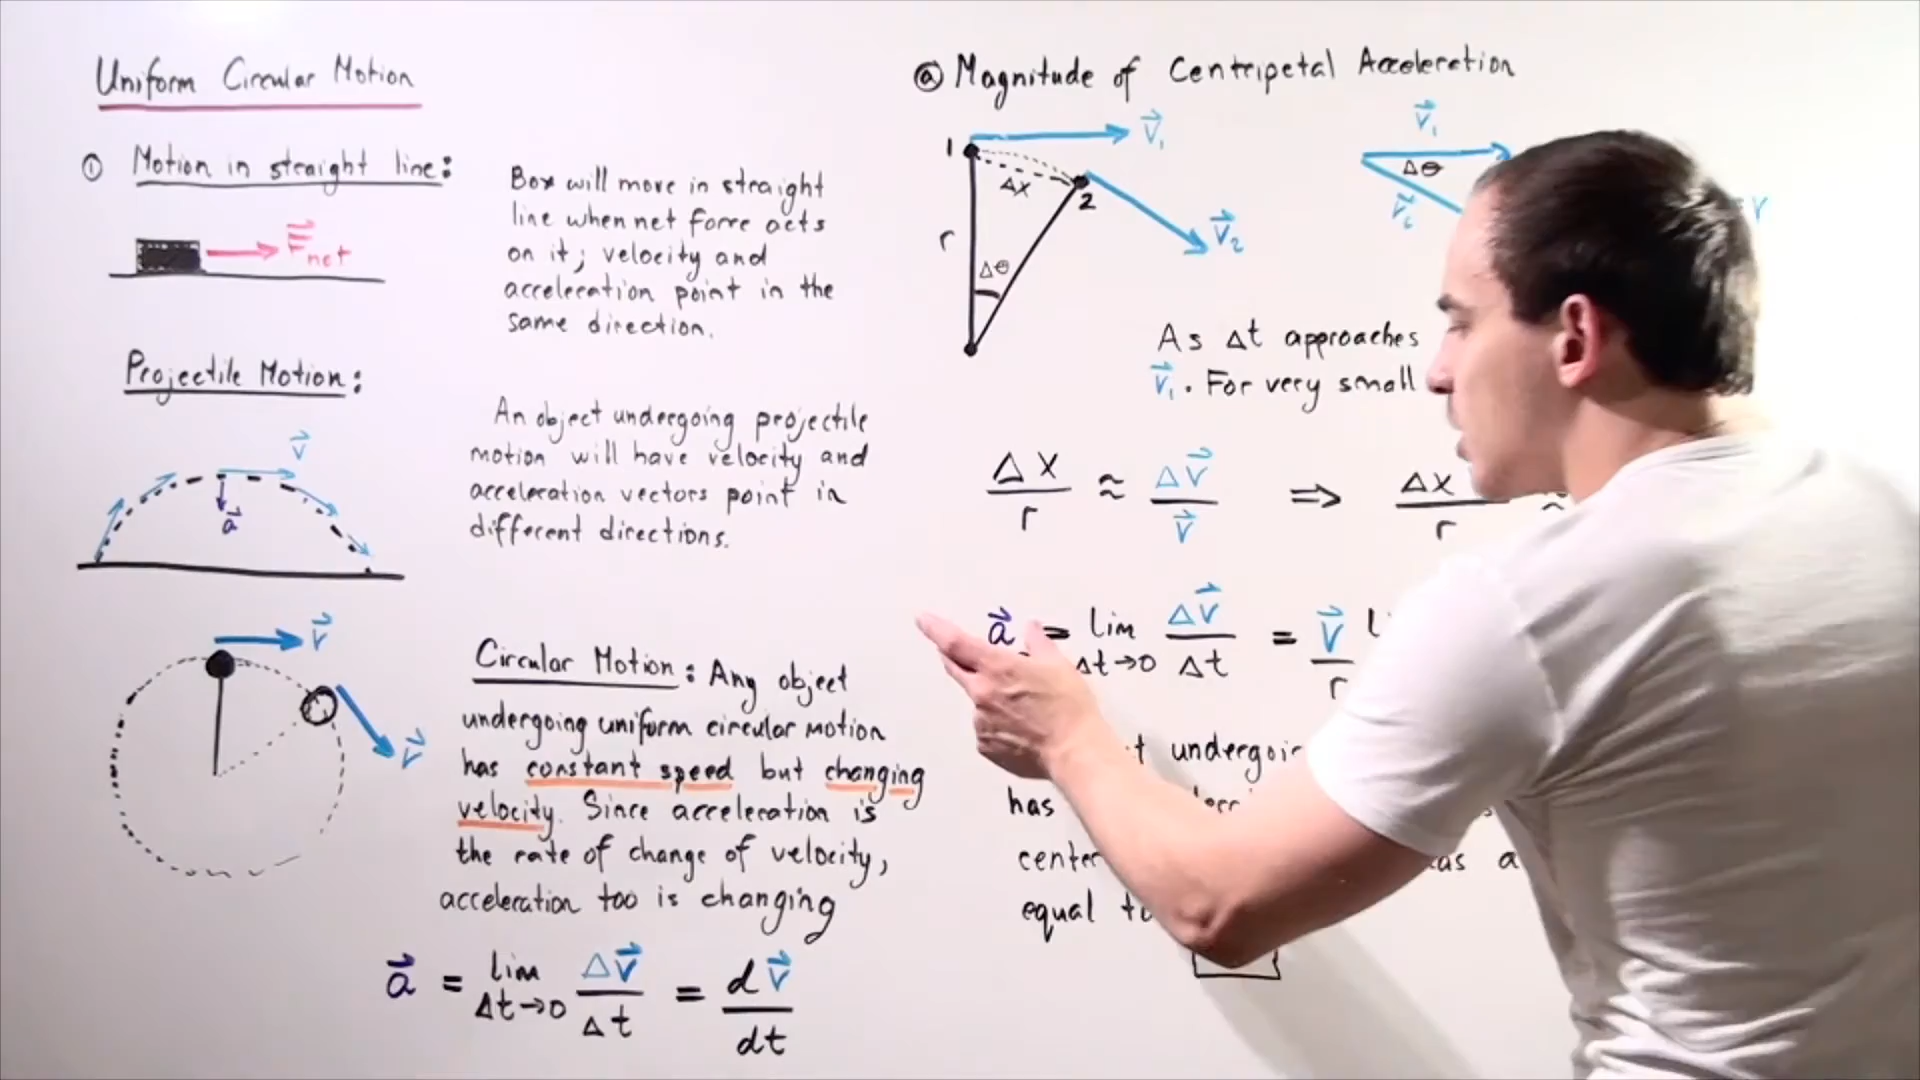 Uniform Circular Motion
① Motion in straight line:
F⃗net
Box will move in straight
line when net force acts
on it; velocity and
acceleration point in the
same direction.
Projectile Motion:
v⃗
a⃗
An object undergoing projectile
motion will have velocity and
acceleration vectors point in
different directions.
v⃗
v⃗
Circular Motion: Any object
undergoing uniform circular motion
has constant speed but changing
velocity. Since acceleration is
the rate of change of velocity,
acceleration too is changing
a⃗ = lim Δt→0 Δv⃗/Δt = dv⃗/dt
ⓐ Magnitude of Centripetal Acceleration
1
v⃗₁
Δx
2
v⃗₂
r
Δθ
v⃗₁
Δθ
As Δt approaches
v⃗₁. For very small
Δx/r ≈ Δv⃗/v⃗ ⇒ Δx/r ≈
a⃗ = lim Δt→0 Δv⃗/Δt = v⃗/r
has
equal to